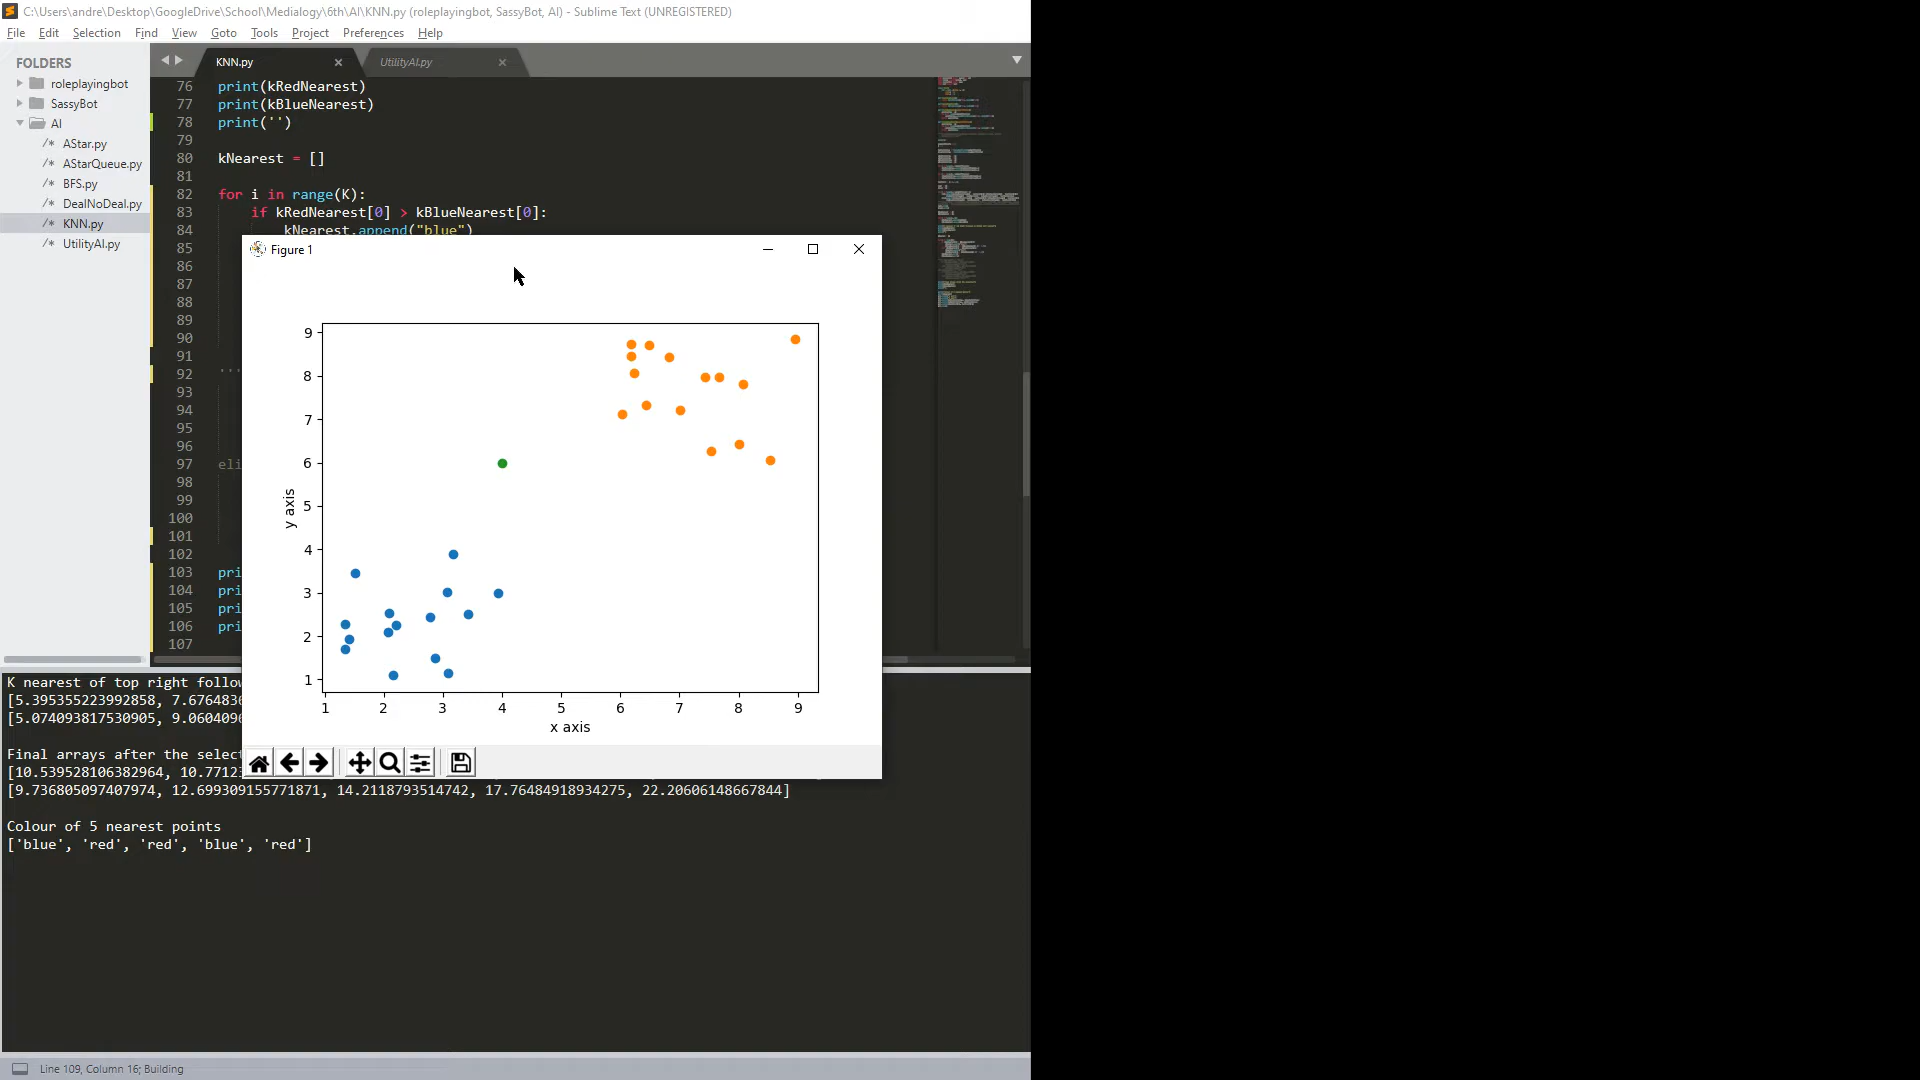 C:\Users\andre\Desktop\GoogleDrive\School\Medialogy\6th\AI\KNN.py (roleplayingbot, SassyBot, AI) - Sublime Text (UNREGISTERED)
File Edit Selection Find View Goto Tools Project Preferences Help
FOLDERS
roleplayingbot
SassyBot
AI
/* AStar.py
/* AStarQueue.py
/* BFS.py
/* DealNoDeal.py
/* KNN.py
/* UtilityAI.py
KNN.py
UtilityAI.py
76 print(kRedNearest)
77 print(kBlueNearest)
78 print('')
79
80 kNearest = []
81
82 for i in range(K):
83 if kRedNearest[0] > kBlueNearest[0]:
84 kNearest.append("blue")
85
86
87
88
89
90
91
92 '''
93
94
95
96
97 eli
98
99
100
101
102
103 pri
104 pri
105 pri
106 pri
107
Figure 1
9
8
7
6
5
4
3
2
1
y axis
1 2 3 4 5 6 7 8 9
x axis
K nearest of top right follow
[5.395355223992858, 7.6764836
[5.074093817530905, 9.0604096
Final arrays after the select
[10.539528106382964, 10.7712
[9.736805097407974, 12.699309155771871, 14.2118793514742, 17.76484918934275, 22.20606148667844]
Colour of 5 nearest points
['blue', 'red', 'red', 'blue', 'red']
Line 109, Column 16; Building